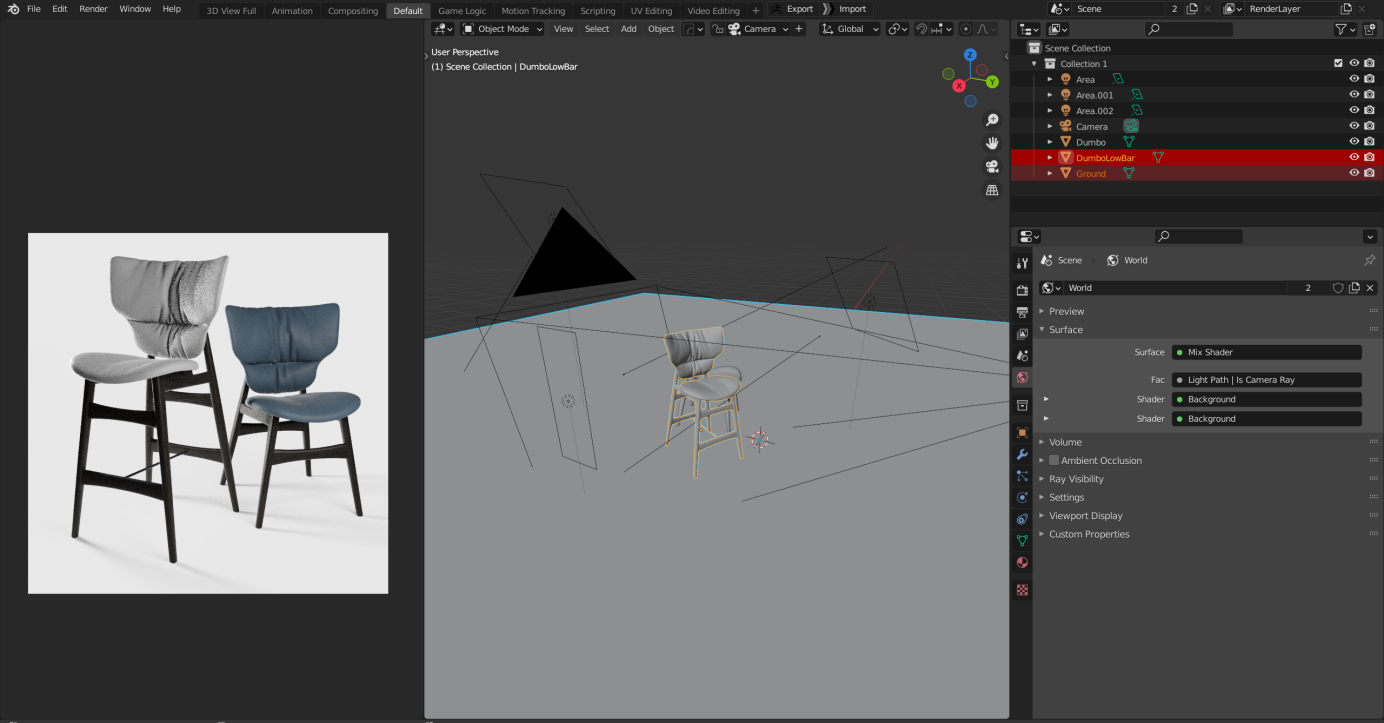 File Edit Render Window Help
3D View Full Animation Compositing Default Game Logic Motion Tracking Scripting UV Editing Video Editing + Export Import
Scene 2 RenderLayer
Object Mode View Select Add Object Camera + Global
User Perspective
(1) Scene Collection | DumboLowBar
Z
Y
X
Scene Collection
Collection 1
Area
Area.001
Area.002
Camera
Dumbo
DumboLowBar
Ground
Scene World
World 2
Preview
Surface
Surface Mix Shader
Fac Light Path | Is Camera Ray
Shader Background
Shader Background
Volume
Ambient Occlusion
Ray Visibility
Settings
Viewport Display
Custom Properties